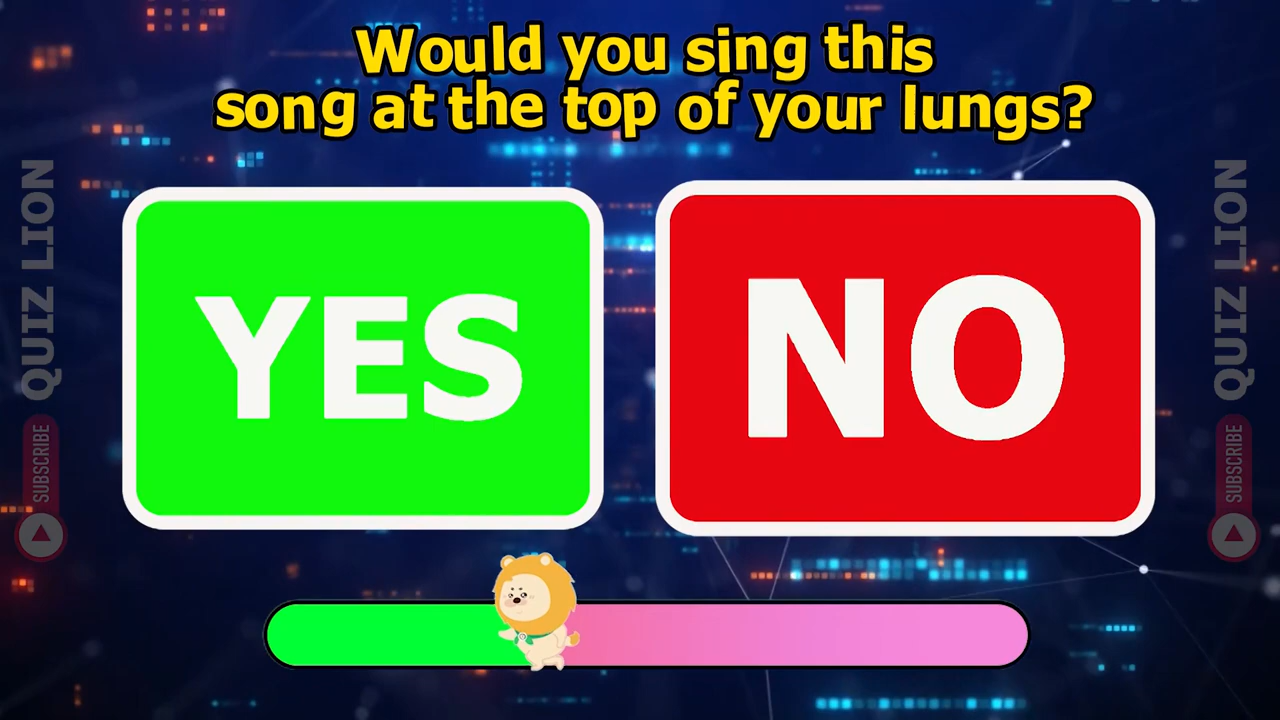 Would you sing this
song at the top of your lungs?
YES
NO
QUIZ LION
SUBSCRIBE
QUIZ LION
SUBSCRIBE